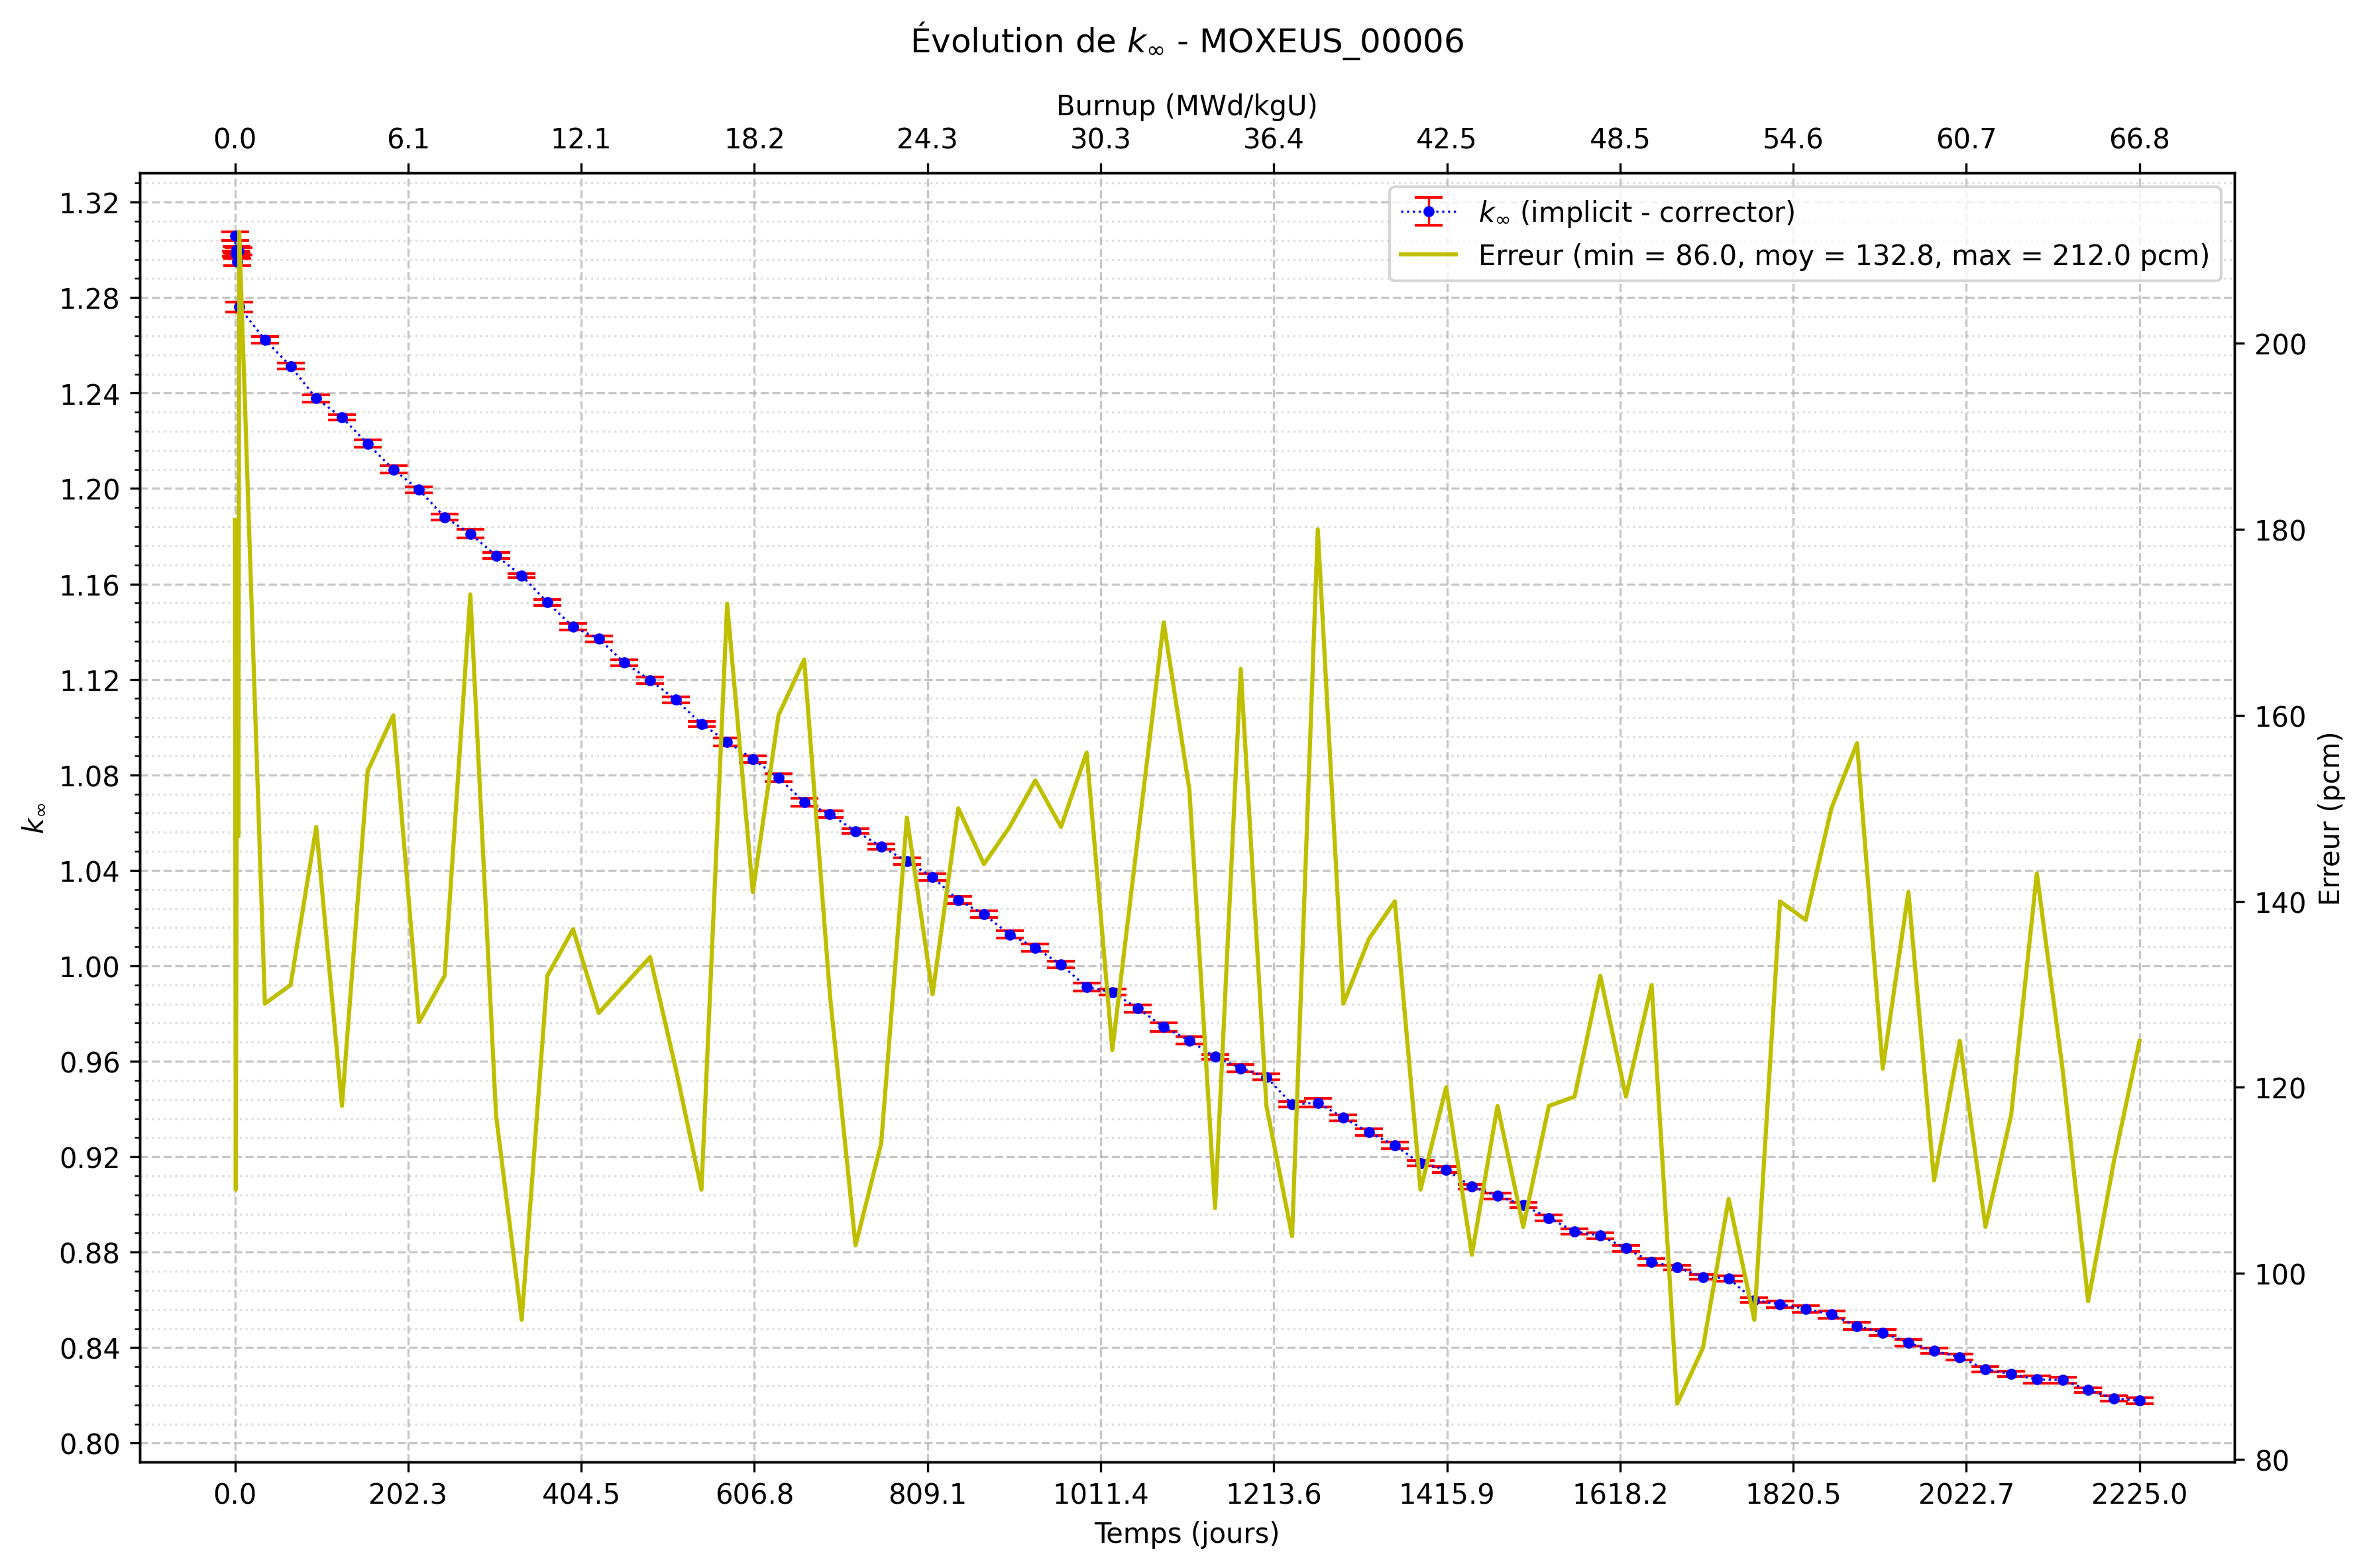 Évolution de k∞ - MOXEUS_00006
Burnup (MWd/kgU)
0.0 6.1 12.1 18.2 24.3 30.3 36.4 42.5 48.5 54.6 60.7 66.8
k∞ (implicit - corrector)
Erreur (min = 86.0, moy = 132.8, max = 212.0 pcm)
1.32
1.28
1.24
1.20
1.16
1.12
1.08
1.04
1.00
0.96
0.92
0.88
0.84
0.80
k∞
200
180
160
140
120
100
80
Erreur (pcm)
0.0 202.3 404.5 606.8 809.1 1011.4 1213.6 1415.9 1618.2 1820.5 2022.7 2225.0
Temps (jours)